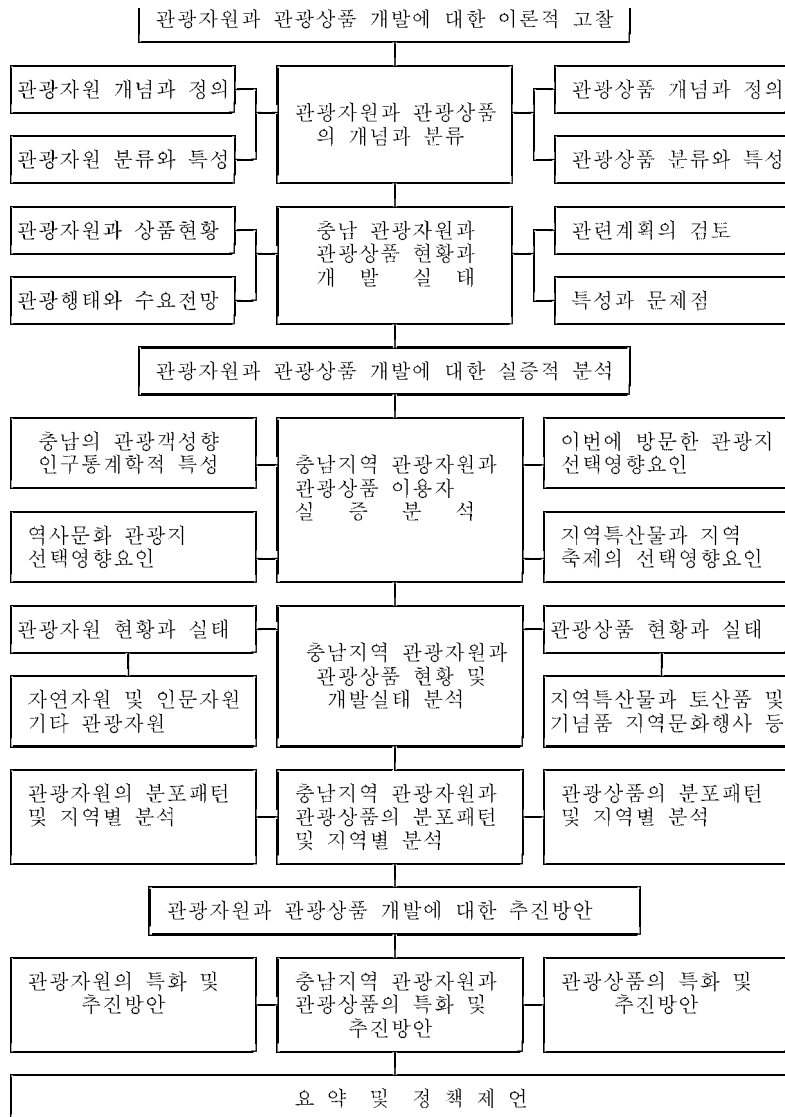 관광자원과 관광상품 개발에 대한 이론적 고찰
관광자원 개념과 정의
관광자원 분류와 특성
관광자원과 관광상품
의 개념과 분류
관광상품 개념과 정의
관광상품 분류와 특성
관광자원과 상품현황
관광행태와 수요전망
충남 관광자원과
관광상품 현황과
개 발 실 태
관련계획의 검토
특성과 문제점
관광자원과 관광상품 개발에 대한 실증적 분석
충남의 관광객성향
인구통계학적 특성
역사문화 관광지
선택영향요인
충남지역 관광자원과
관광상품 이용자
실 증 분 석
이번에 방문한 관광지
선택영향요인
지역특산물과 지역
축제의 선택영향요인
관광자원 현황과 실태
자연자원 및 인문자원
기타 관광자원
충남지역 관광자원과
관광상품 현황 및
개발실태 분석
관광상품 현황과 실태
지역특산물과 토산품 및
기념품 지역문화행사 등
관광자원의 분포패턴
및 지역별 분석
충남지역 관광자원과
관광상품의 분포패턴
및 지역별 분석
관광상품의 분포패턴
및 지역별 분석
관광자원과 관광상품 개발에 대한 추진방안
관광자원의 특화 및
추진방안
충남지역 관광자원과
관광상품의 특화 및
추진방안
관광상품의 특화 및
추진방안
요 약 및 정 책 제 언